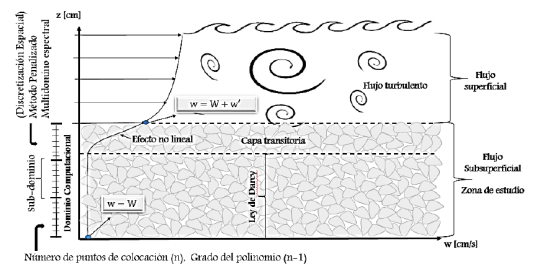 z [cm]
(Discretización Espacial)
Método Penalizado
Multidominio espectral
Sub-dominio
Dominio Computacional
w = W + w'
Flujo turbulento
Flujo
superficial
Efecto no lineal
Capa transitoria
Flujo
Subsuperficial
Zona de estudio
Ley de Darcy
w = W
w [cm/s]
Número de puntos de colocación (n), Grado del polinomio (n-1)